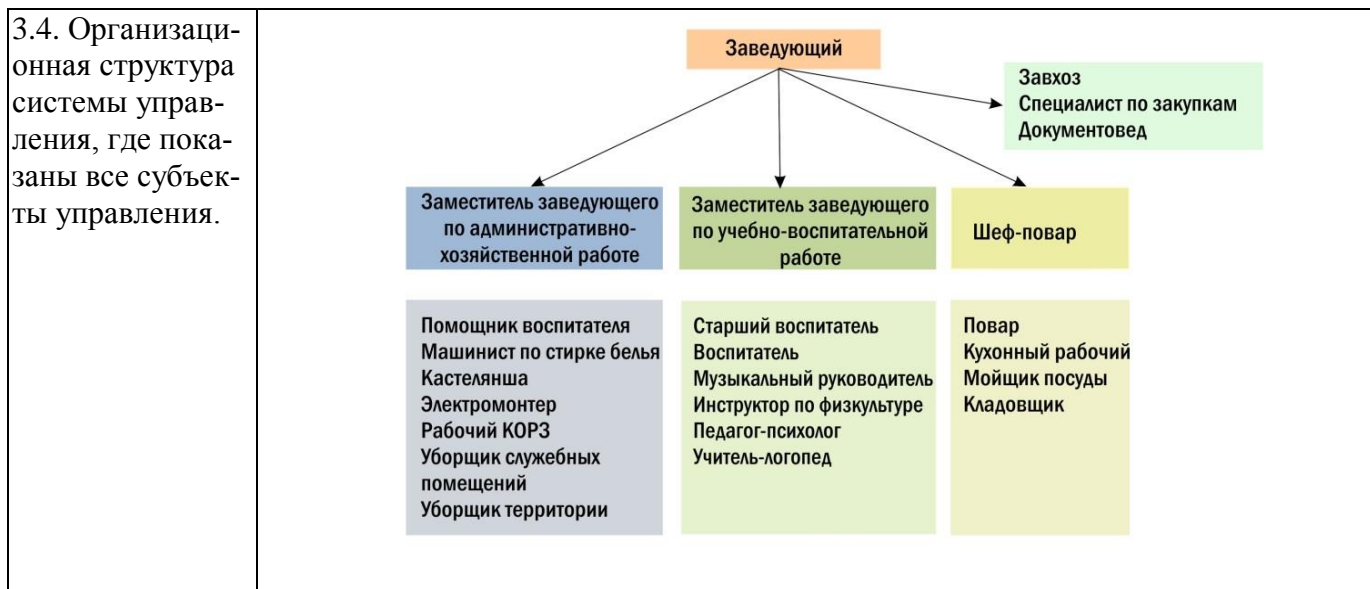 3.4. Организаци-
онная структура
системы управ-
ления, где пока-
заны все субъек-
ты управления.
Заведующий
Завхоз
Специалист по закупкам
Документовед
Заместитель заведующего
по административно-
хозяйственной работе
Заместитель заведующего
по учебно-воспитательной
работе
Шеф-повар
Помощник воспитателя
Машинист по стирке белья
Кастелянша
Электромонтер
Рабочий КОРЗ
Уборщик служебных
помещений
Уборщик территории
Старший воспитатель
Воспитатель
Музыкальный руководитель
Инструктор по физкультуре
Педагог-психолог
Учитель-логопед
Повар
Кухонный рабочий
Мойщик посуды
Кладовщик